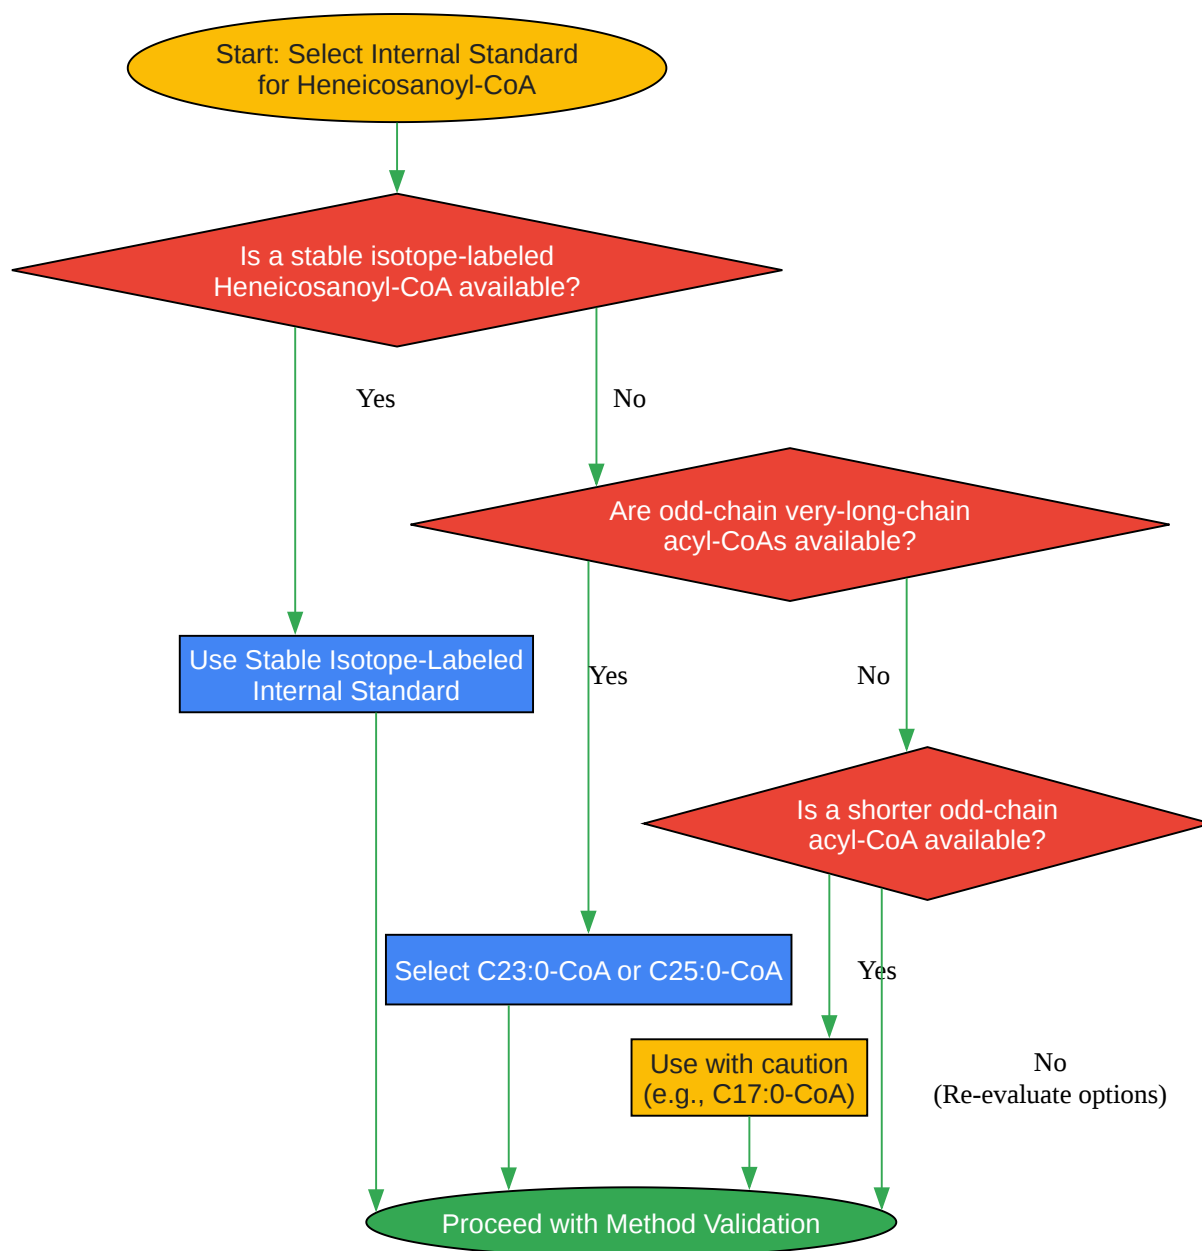 Start: Select Internal Standard
for Heneicosanoyl-CoA
Is a stable isotope-labeled
Heneicosanoyl-CoA available?
Yes
No
Are odd-chain very-long-chain
acyl-CoAs available?
Use Stable Isotope-Labeled
Internal Standard
Yes
No
Is a shorter odd-chain
acyl-CoA available?
Select C23:0-CoA or C25:0-CoA
Yes
Use with caution
(e.g., C17:0-CoA)
No
(Re-evaluate options)
Proceed with Method Validation